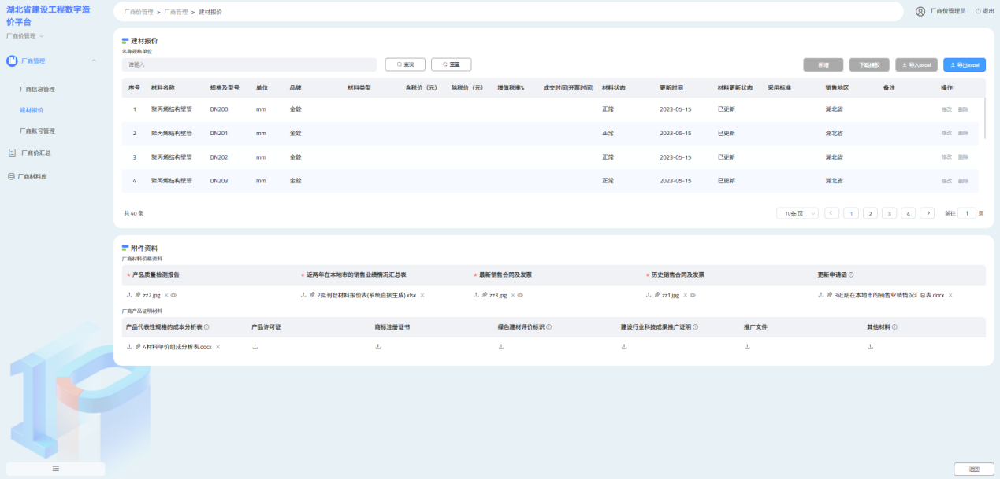 湖北省建设工程数字造
价平台
厂商价管理
厂商管理
厂商信息管理
建材报价
厂商账号管理
厂商价汇总
厂商材料库
厂商价管理 > 厂商管理 > 建材报价
厂商价管理员 退出
建材报价
名称规格单位
请输入 查询 重置 新增 下载模板 导入excel 导出excel
序号 材料名称 规格及型号 单位 品牌 材料类型 含税价（元） 除税价（元） 增值税率% 成交时间(开票时间) 材料状态 更新时间 材料更新状态 采用标准 销售地区 备注 操作
1 聚丙烯结构壁管 DN200 mm 金銓 正常 2023-05-15 已更新 湖北省 修改 删除
2 聚丙烯结构壁管 DN201 mm 金銓 正常 2023-05-15 已更新 湖北省 修改 删除
3 聚丙烯结构壁管 DN202 mm 金銓 正常 2023-05-15 已更新 湖北省 修改 删除
4 聚丙烯结构壁管 DN203 mm 金銓 正常 2023-05-15 已更新 湖北省 修改 删除
共 40 条 10条/页 < 1 2 3 4 > 前往 1 页
附件资料
厂商材料价格资料
* 产品质量检测报告 * 近两年在本地市的销售业绩情况汇总表 * 最新销售合同及发票 * 历史销售合同及发票 更新申请函
zz2.jpg 2拟刊登材料报价表(系统直接生成).xlsx zz3.jpg zz1.jpg 3近期在本地市的销售业绩情况汇总表.docx
厂商产品证明材料
产品代表性规格的成本分析表 产品许可证 商标注册证书 绿色建材评价标识 建设行业科技成果推广证明 推广文件 其他材料
4材料单价组成分析表.docx
返回